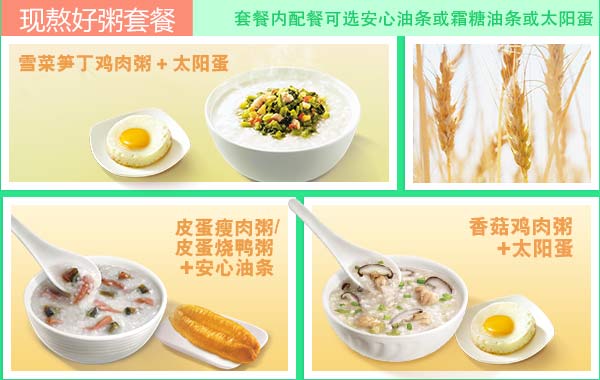 现熬好粥套餐
套餐内配餐可选安心油条或霜糖油条或太阳蛋
雪菜笋丁鸡肉粥+太阳蛋
皮蛋瘦肉粥/
皮蛋烧鸭粥
+安心油条
香菇鸡肉粥
+太阳蛋